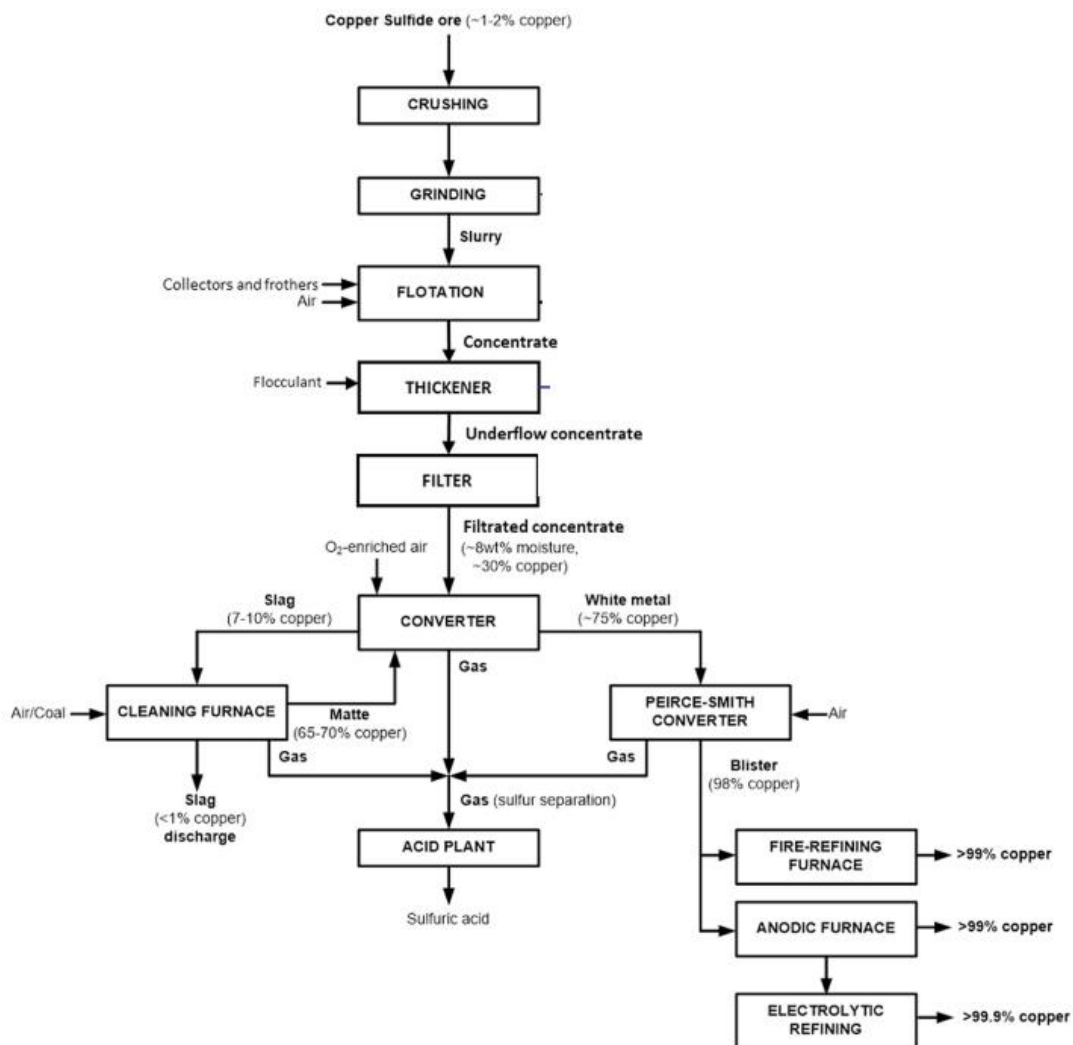 Copper Sulfide ore (~1-2% copper)
CRUSHING
GRINDING
Slurry
Collectors and frothers
Air
FLOTATION
Concentrate
Flocculant
THICKENER
Underflow concentrate
FILTER
Filtrated concentrate
(~8wt% moisture,
~30% copper)
O₂-enriched air
Slag
(7-10% copper)
CONVERTER
White metal
(~75% copper)
Gas
Air/Coal
CLEANING FURNACE
Matte
(65-70% copper)
PEIRCE-SMITH
CONVERTER
Air
Gas
Gas
Blister
(98% copper)
Slag
(<1% copper)
discharge
Gas (sulfur separation)
ACID PLANT
Sulfuric acid
FIRE-REFINING
FURNACE
>99% copper
ANODIC FURNACE
>99% copper
ELECTROLYTIC
REFINING
>99.9% copper